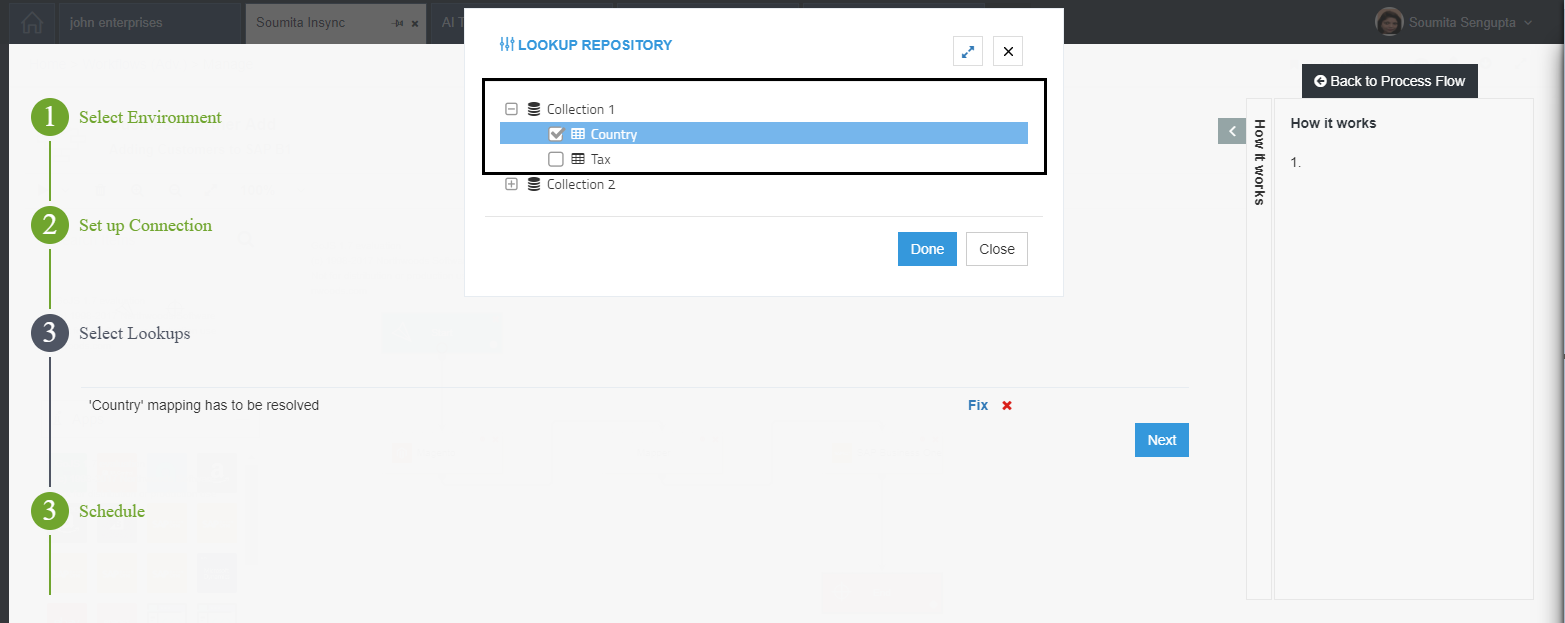 john enterprises
Soumita Insync
AI T
Soumita Sengupta
LOOKUP REPOSITORY
Collection 1
Country
Tax
Collection 2
Done
Close
Back to Process Flow
How it works
How it works
1.
1
Select Environment
2
Set up Connection
3
Select Lookups
'Country' mapping has to be resolved
Fix
Next
3
Schedule